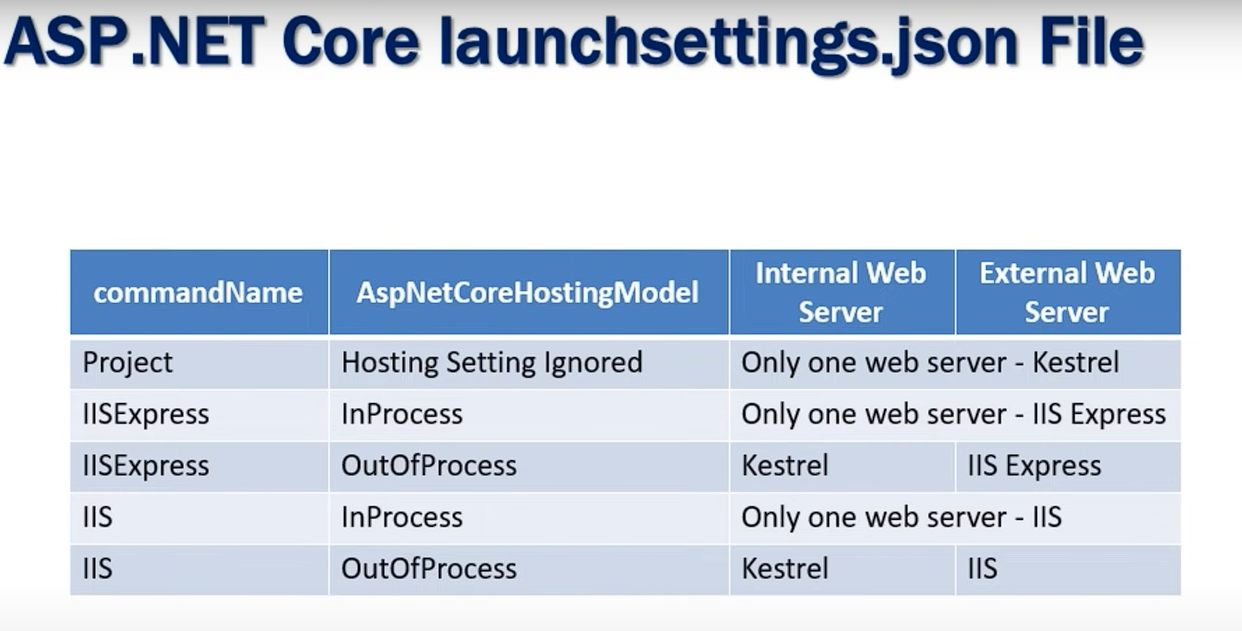 ASP.NET Core launchsettings.json File
commandName AspNetCoreHostingModel Internal Web Server External Web Server
Project Hosting Setting Ignored Only one web server - Kestrel
IISExpress InProcess Only one web server - IIS Express
IISExpress OutOfProcess Kestrel IIS Express
IIS InProcess Only one web server - IIS
IIS OutOfProcess Kestrel IIS